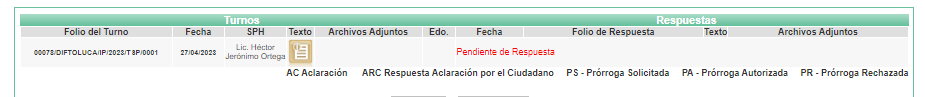 Turnos Respuestas
Folio del Turno Fecha SPH Texto Archivos Adjuntos Edo. Fecha Folio de Respuesta Texto Archivos Adjuntos
00078/DIFTOLUCA/IP/2023/TSP/0001 27/04/2023 Lic. Héctor Jerónimo Ortega Pendiente de Respuesta
AC Aclaración ARC Respuesta Aclaración por el Ciudadano PS - Prórroga Solicitada PA - Prórroga Autorizada PR - Prórroga Rechazada